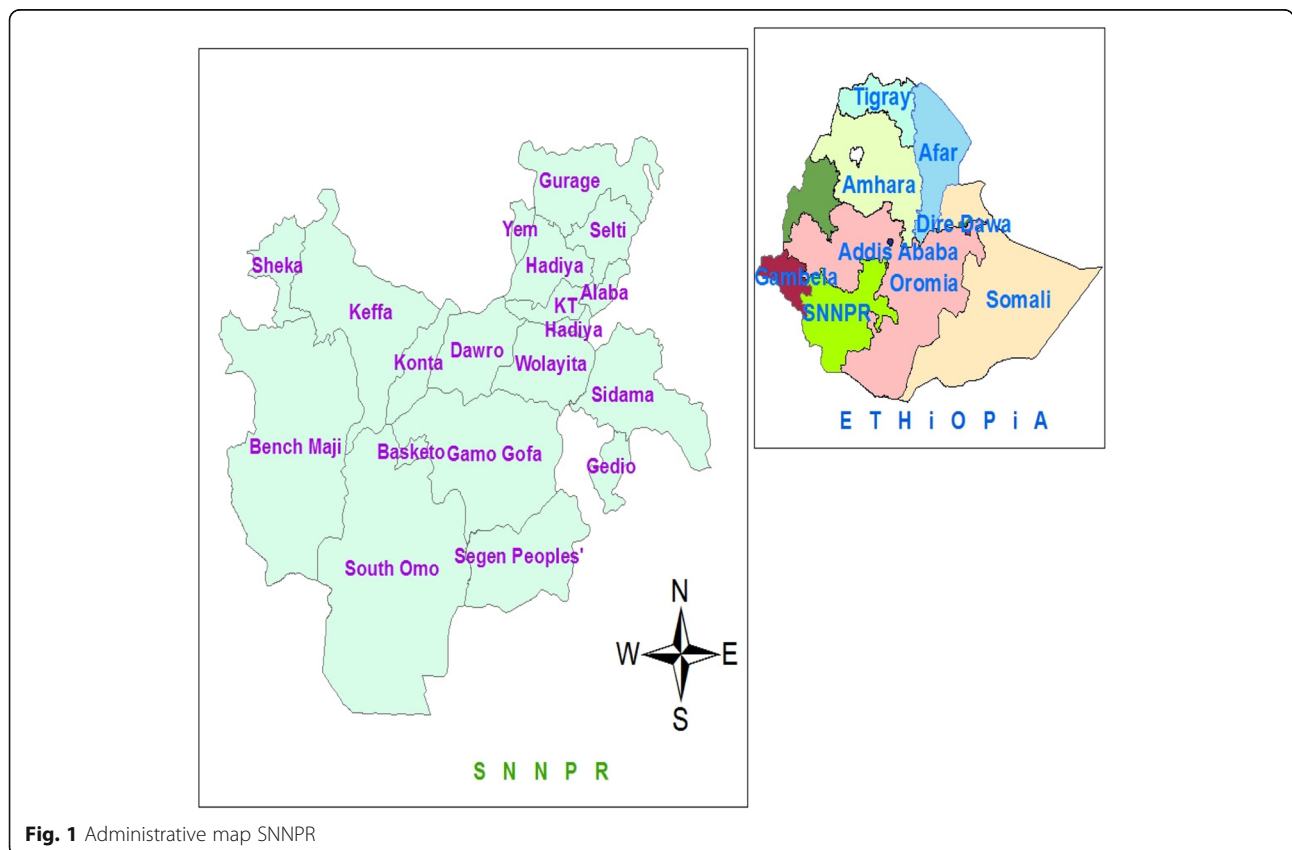 Gurage
Yem
Selti
Sheka
Hadiya
Alaba
Keffa
KT
Hadiya
Konta
Dawro
Wolayita
Sidama
Bench Maji
Basketo
Gamo Gofa
Gedio
South Omo
Segen Peoples'
N
W
E
S
S N N P R
Tigray
Afar
Amhara
Dire Dawa
Addis Ababa
Gambela
Oromia
Somali
SNNPR
E T H i O P i A
Fig. 1 Administrative map SNNPR